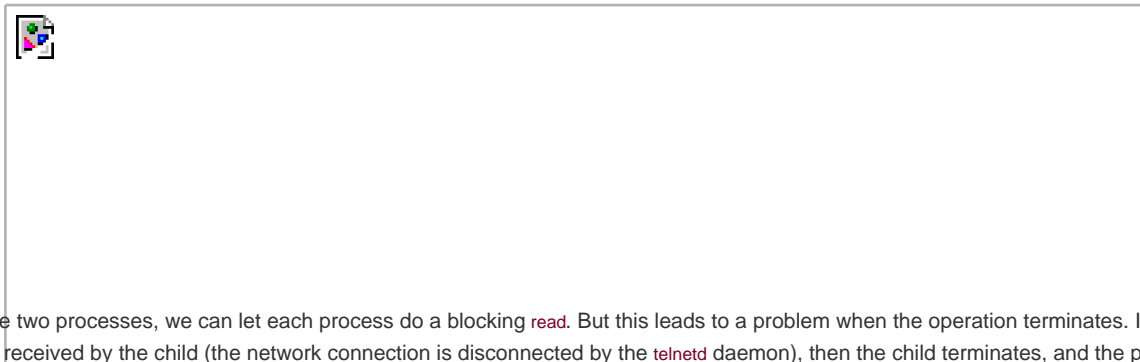 two processes, we can let each process do a blocking read. But this leads to a problem when the operation terminates.
received by the child (the network connection is disconnected by the telnetd daemon), then the child terminates, and the